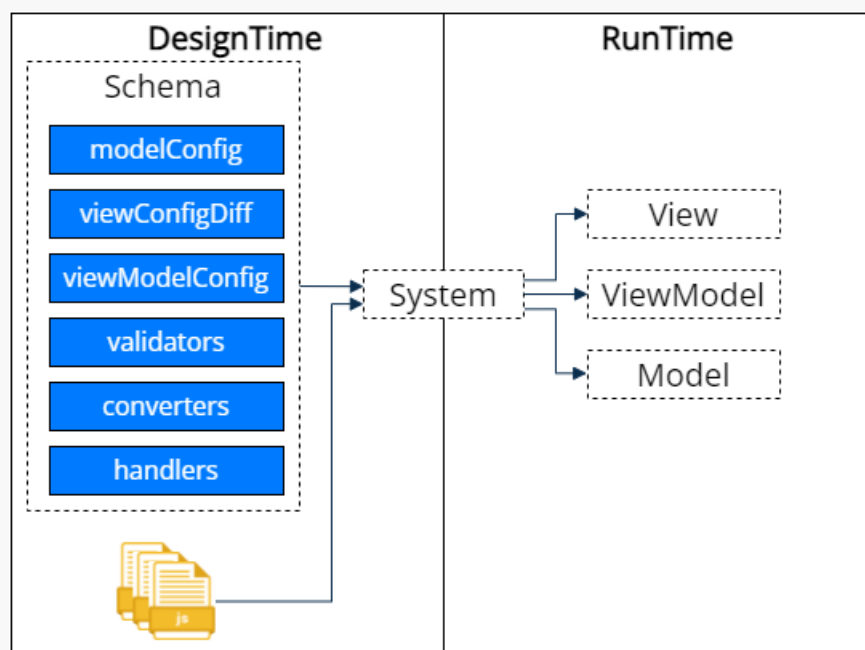 DesignTime
RunTime
Schema
modelConfig
viewConfigDiff
viewModelConfig
validators
converters
handlers
js
System
View
ViewModel
Model